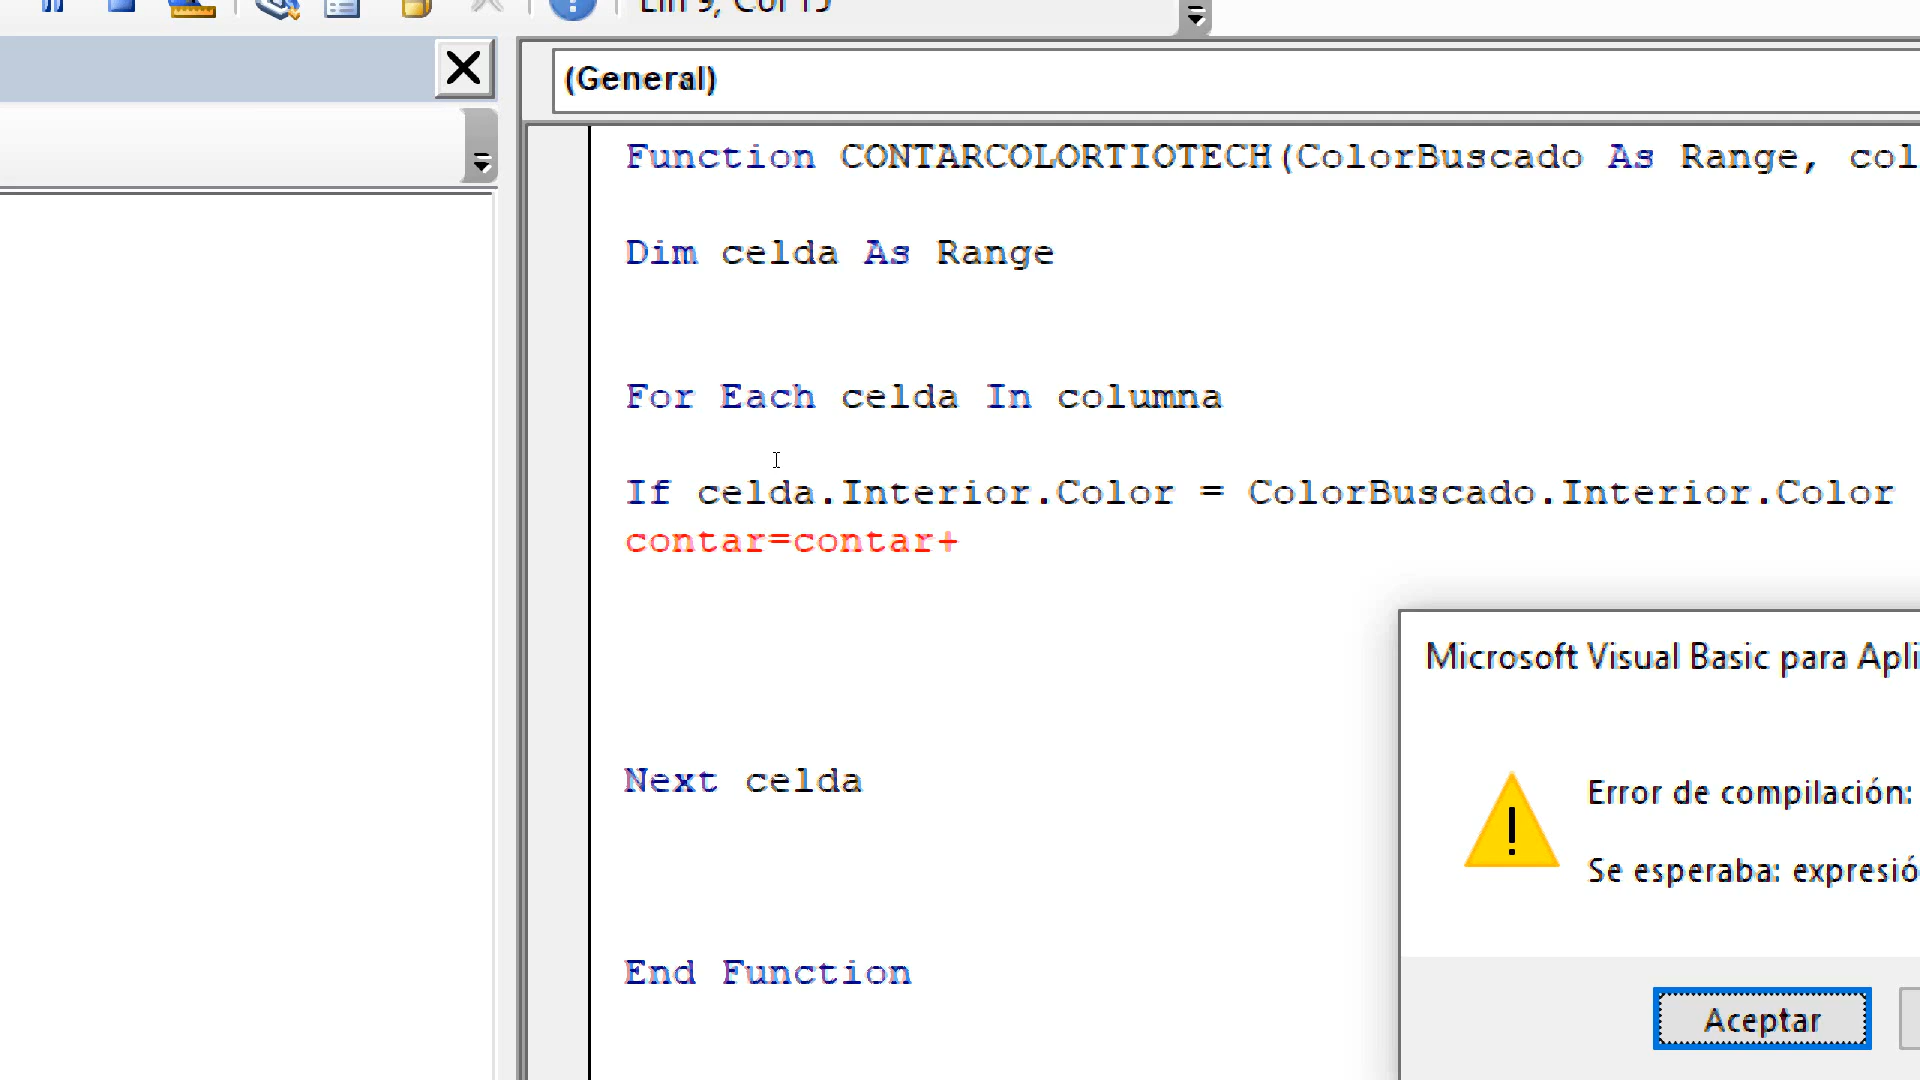 (General)
Function CONTARCOLORTIOTECH(ColorBuscado As Range, col
Dim celda As Range
For Each celda In columna
If celda.Interior.Color = ColorBuscado.Interior.Color
contar=contar+
Microsoft Visual Basic para Apli
Error de compilación:
Se esperaba: expresió
Next celda
End Function
Aceptar